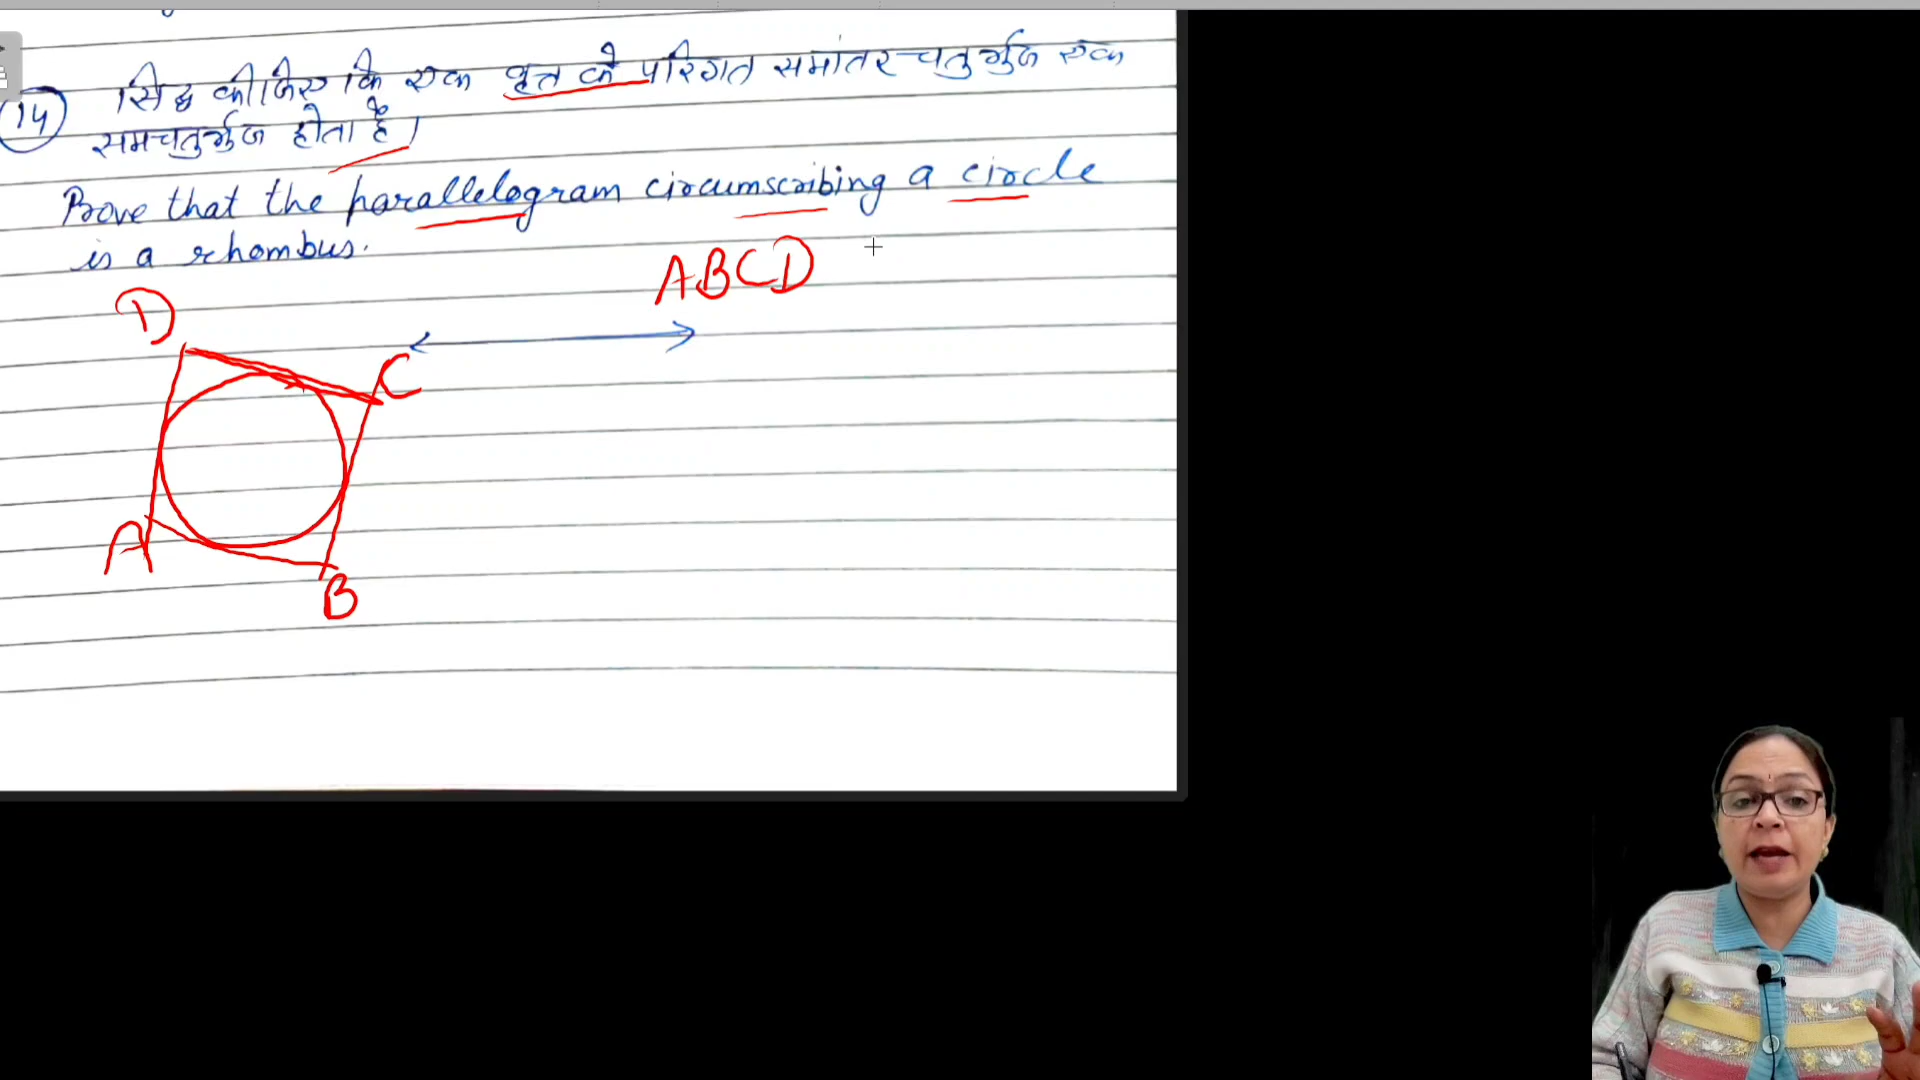 (14) सिद्ध कीजिए कि एक वृत्त के परिगत समांतर चतुर्भुज एक
समचतुर्भुज होता है।
Prove that the parallelogram circumscribing a circle
is a rhombus.
ABCD
D
C
A
B